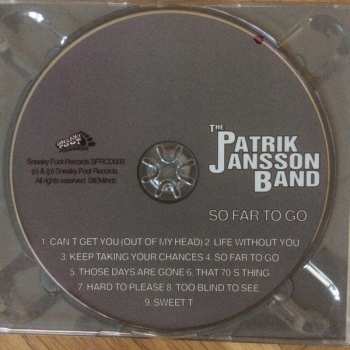 SNEAKY FOOT
Sneaky Foot Records
All rights reserved.
THE
PATRIK
JANSSON
BAND
SO FAR TO GO
1. CAN T GET YOU (OUT OF MY HEAD) 2. LIFE WITHOUT YOU
3. KEEP TAKING YOUR CHANCES 4. SO FAR TO GO
5. THOSE DAYS ARE GONE 6. THAT 70 S THING
7. HARD TO PLEASE 8. TOO BLIND TO SEE
9. SWEET T